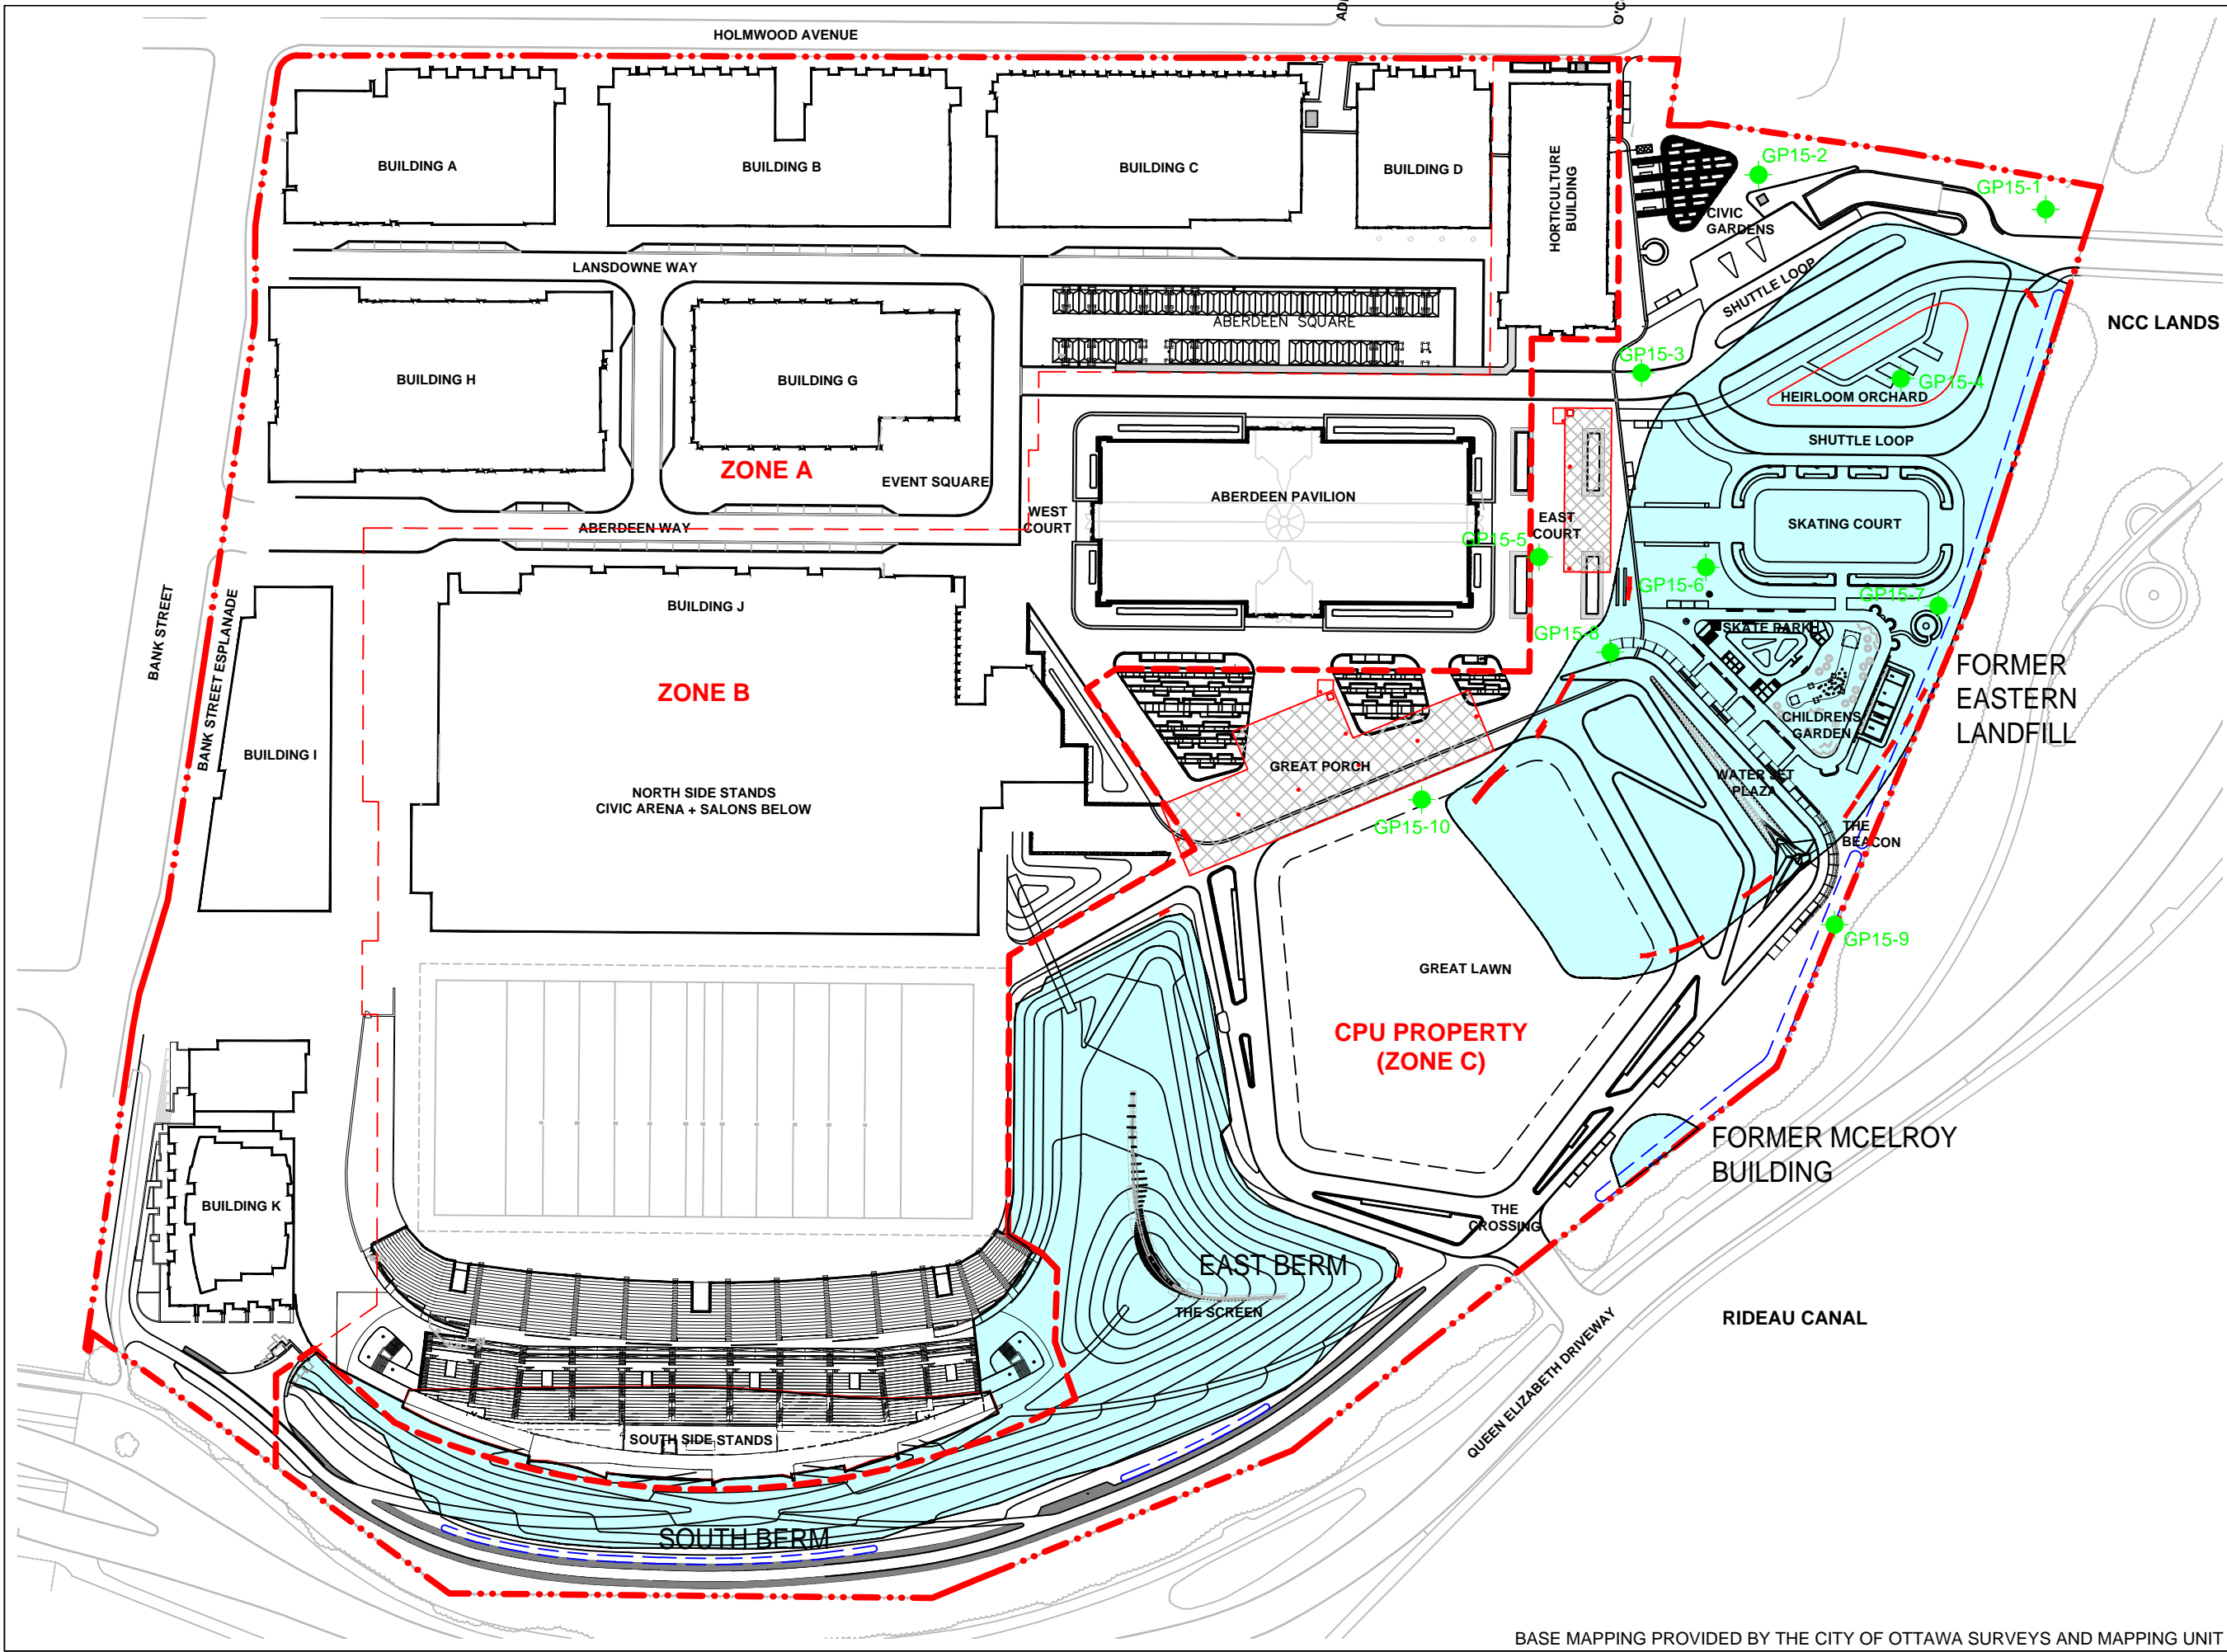 HOLMWOOD AVENUE
BUILDING A
BUILDING B
BUILDING C
BUILDING D
HORTICULTURE
BUILDING
GP15-2
GP15-1
CIVIC
GARDENS
LANSDOWNE WAY
SHUTTLE LOOP
ABERDEEN SQUARE
NCC LANDS
GP15-3
GP15-4
HEIRLOOM ORCHARD
BUILDING H
BUILDING G
SHUTTLE LOOP
ZONE A
EVENT SQUARE
ABERDEEN PAVILION
WEST
COURT
EAST
COURT
SKATING COURT
ABERDEEN WAY
GP15-5
GP15-6
GP15-7
BUILDING J
BANK STREET
BANK STREET ESPLANADE
GP15-8
SKATE PARK
FORMER
EASTERN
LANDFILL
ZONE B
CHILDRENS
GARDEN
BUILDING I
GREAT PORCH
WATER JET
PLAZA
NORTH SIDE STANDS
CIVIC ARENA + SALONS BELOW
GP15-10
THE
BEACON
GP15-9
GREAT LAWN
CPU PROPERTY
(ZONE C)
FORMER MCELROY
BUILDING
BUILDING K
THE
CROSSING
EAST BERM
THE SCREEN
RIDEAU CANAL
QUEEN ELIZABETH DRIVEWAY
SOUTH SIDE STANDS
SOUTH BERM
BASE MAPPING PROVIDED BY THE CITY OF OTTAWA SURVEYS AND MAPPING UNIT